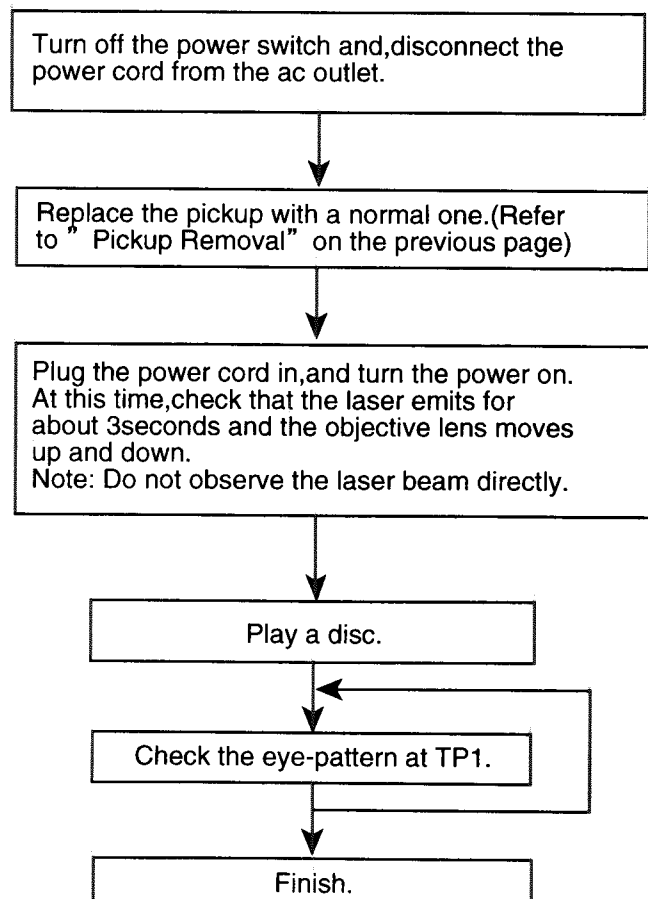 Turn off the power switch and,disconnect the
power cord from the ac outlet.
Replace the pickup with a normal one.(Refer
to " Pickup Removal" on the previous page)
Plug the power cord in,and turn the power on.
At this time,check that the laser emits for
about 3seconds and the objective lens moves
up and down.
Note: Do not observe the laser beam directly.
Play a disc.
Check the eye-pattern at TP1.
Finish.